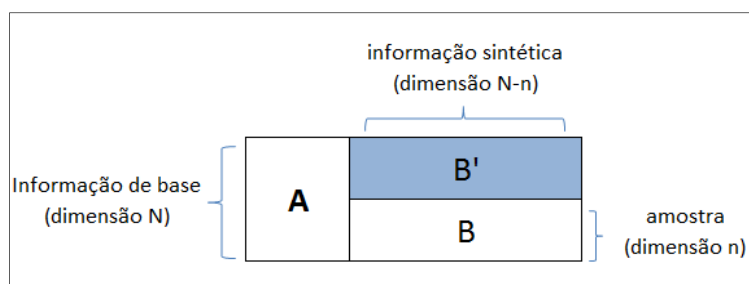 informação sintética
(dimensão N-n)
Informação de base
(dimensão N)
A
B'
B
amostra
(dimensão n)